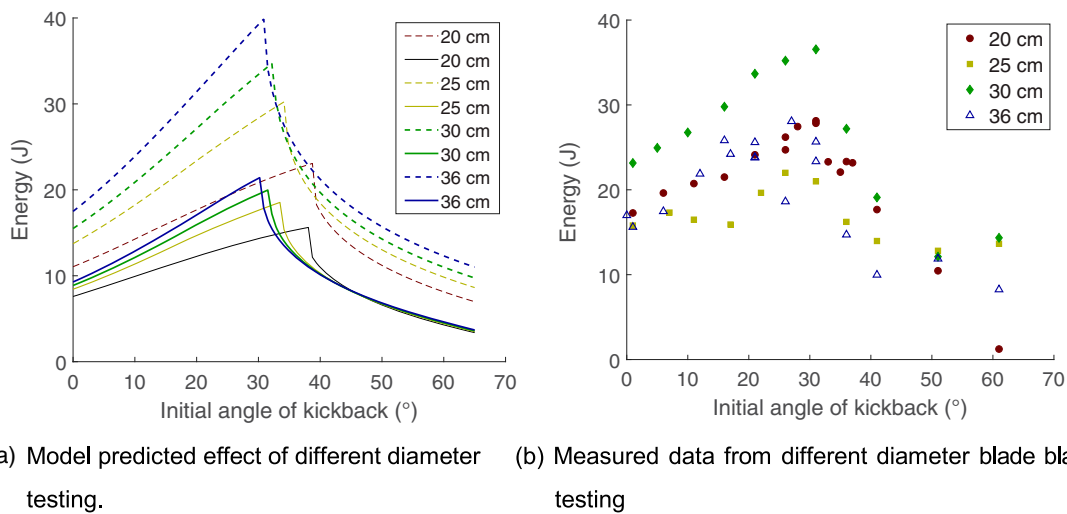 40
30
20
10
0
Energy (J)
0 10 20 30 40 50 60 70
Initial angle of kickback (°)
20 cm
20 cm
25 cm
25 cm
30 cm
30 cm
36 cm
36 cm
40
30
20
10
0
Energy (J)
0 10 20 30 40 50 60 70
Initial angle of kickback (°)
20 cm
25 cm
30 cm
36 cm
a) Model predicted effect of different diameter
testing.
(b) Measured data from different diameter blade bla
testing